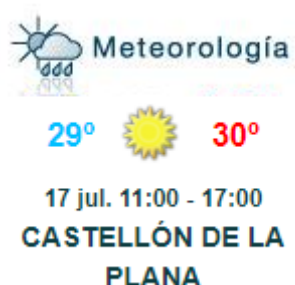 Meteorología
29º 30º
17 jul. 11:00 - 17:00
CASTELLÓN DE LA
PLANA